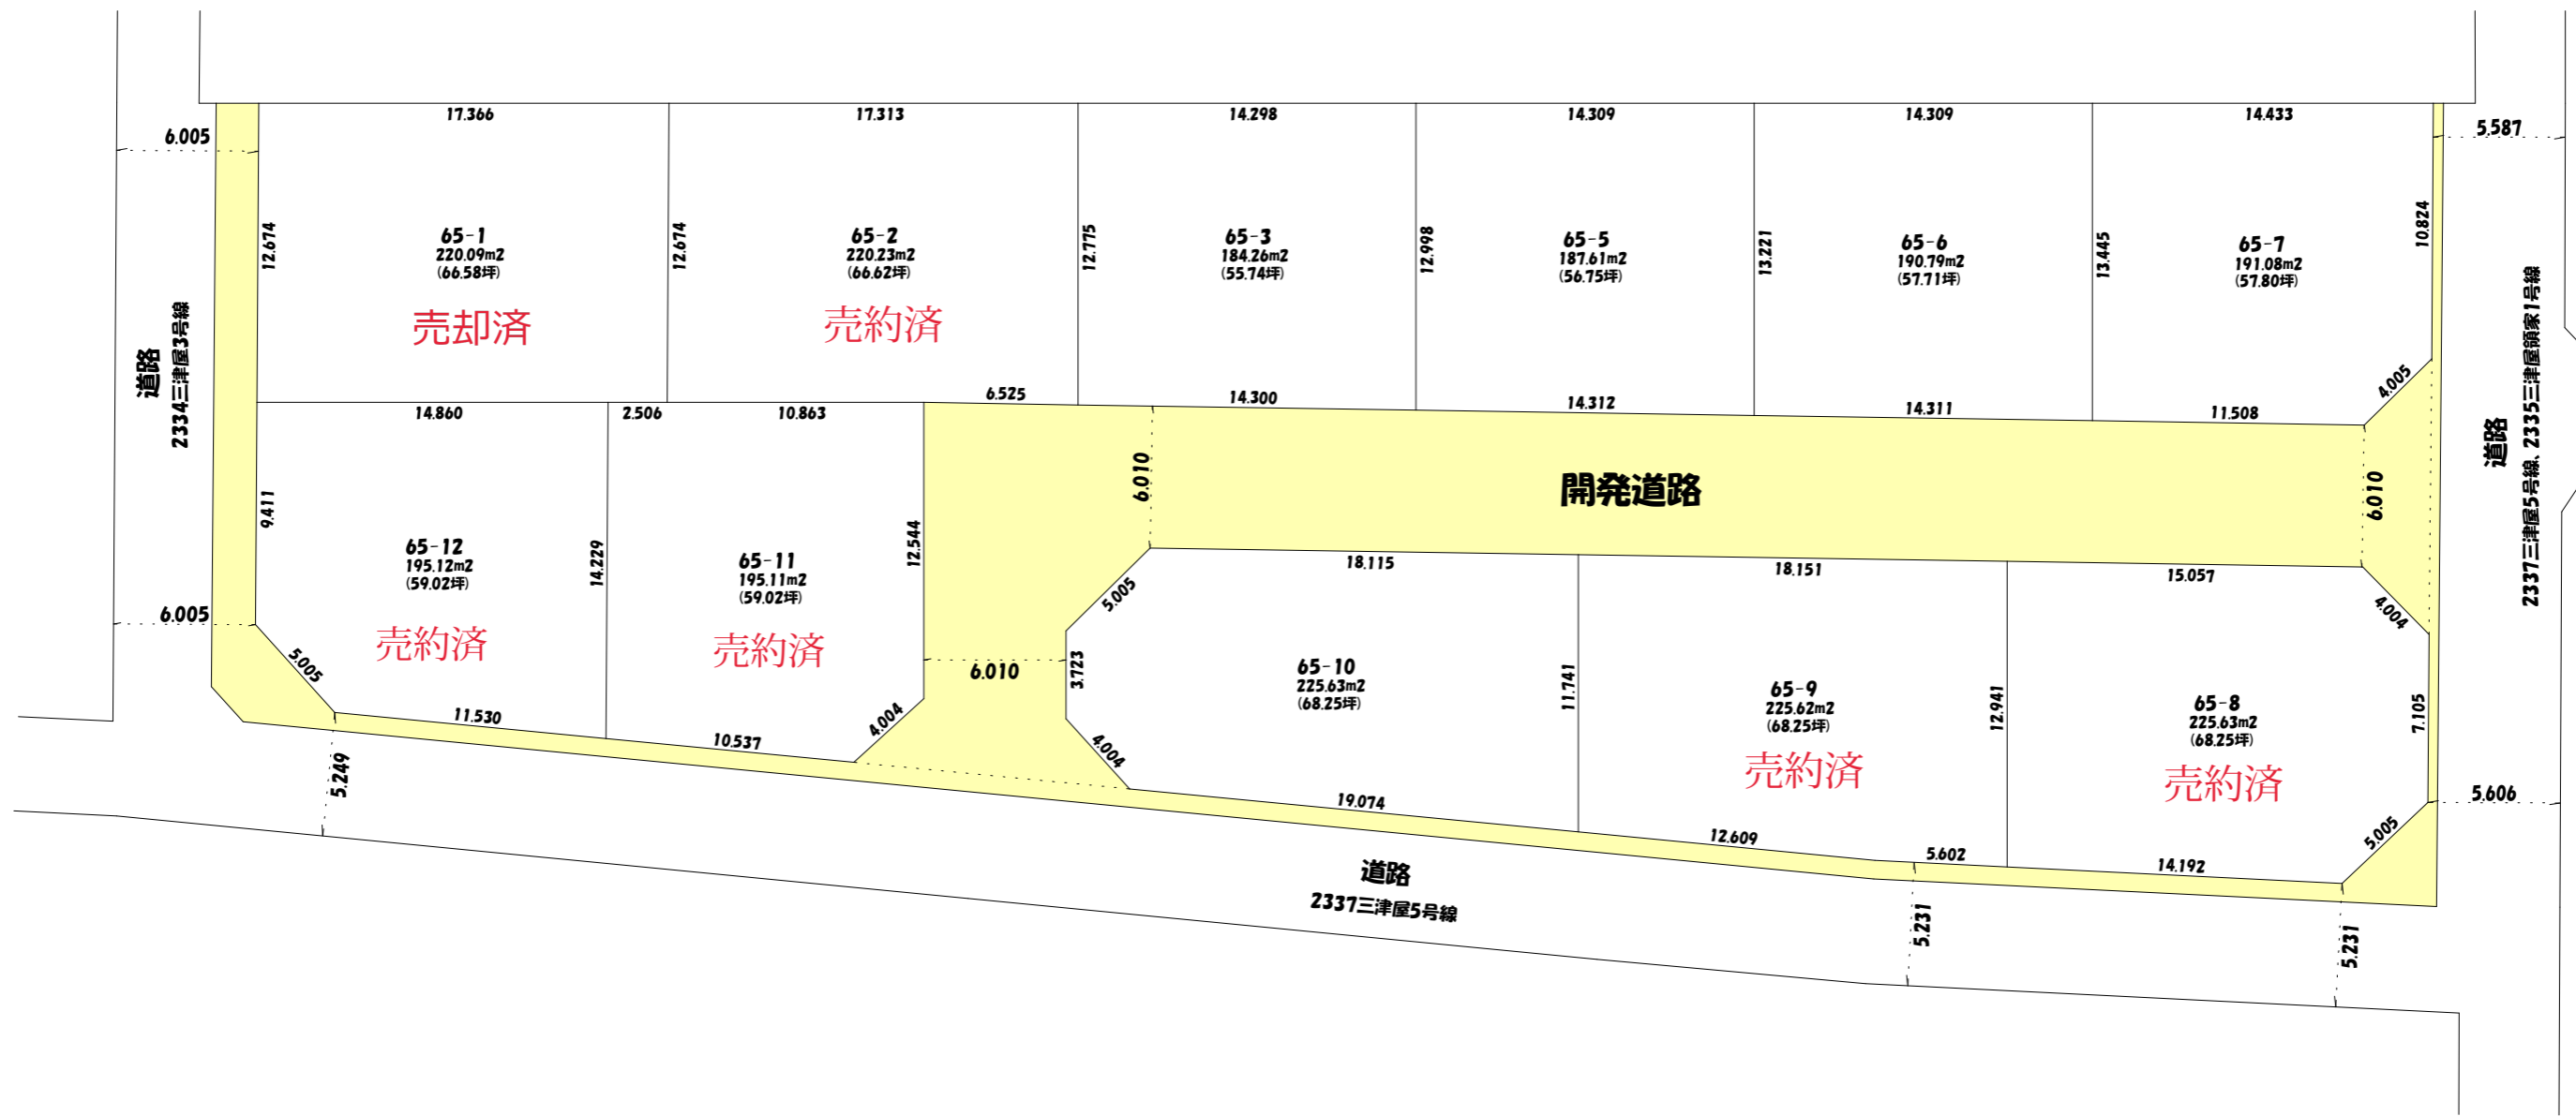 17.366
17.313
14.298
14.309
14.309
14.433
6.005
5.587
12.674
12.674
12.775
12.998
13.221
13.445
10.824
65-1
220.09m2
(66.58坪)
売却済
65-2
220.23m2
(66.62坪)
売約済
65-3
184.26m2
(55.74坪)
65-5
187.61m2
(56.75坪)
65-6
190.79m2
(57.71坪)
65-7
191.08m2
(57.80坪)
道路
2334三津屋3号線
道路
2337三津屋5号線、2335三津屋領家1号線
4.005
14.860
2.506
10.863
6.525
14.300
14.312
14.311
11.508
9.411
14.229
12.544
6.010
開発道路
6.010
65-12
195.12m2
(59.02坪)
売約済
65-11
195.11m2
(59.02坪)
売約済
6.005
5.005
6.010
5.005
18.115
18.151
15.057
4.004
3.723
65-10
225.63m2
(68.25坪)
11.741
65-9
225.62m2
(68.25坪)
売約済
12.941
65-8
225.63m2
(68.25坪)
売約済
7.105
11.530
10.537
4.004
4.004
5.249
19.074
12.609
5.602
14.192
5.005
5.606
道路
2337三津屋5号線
5.231
5.231